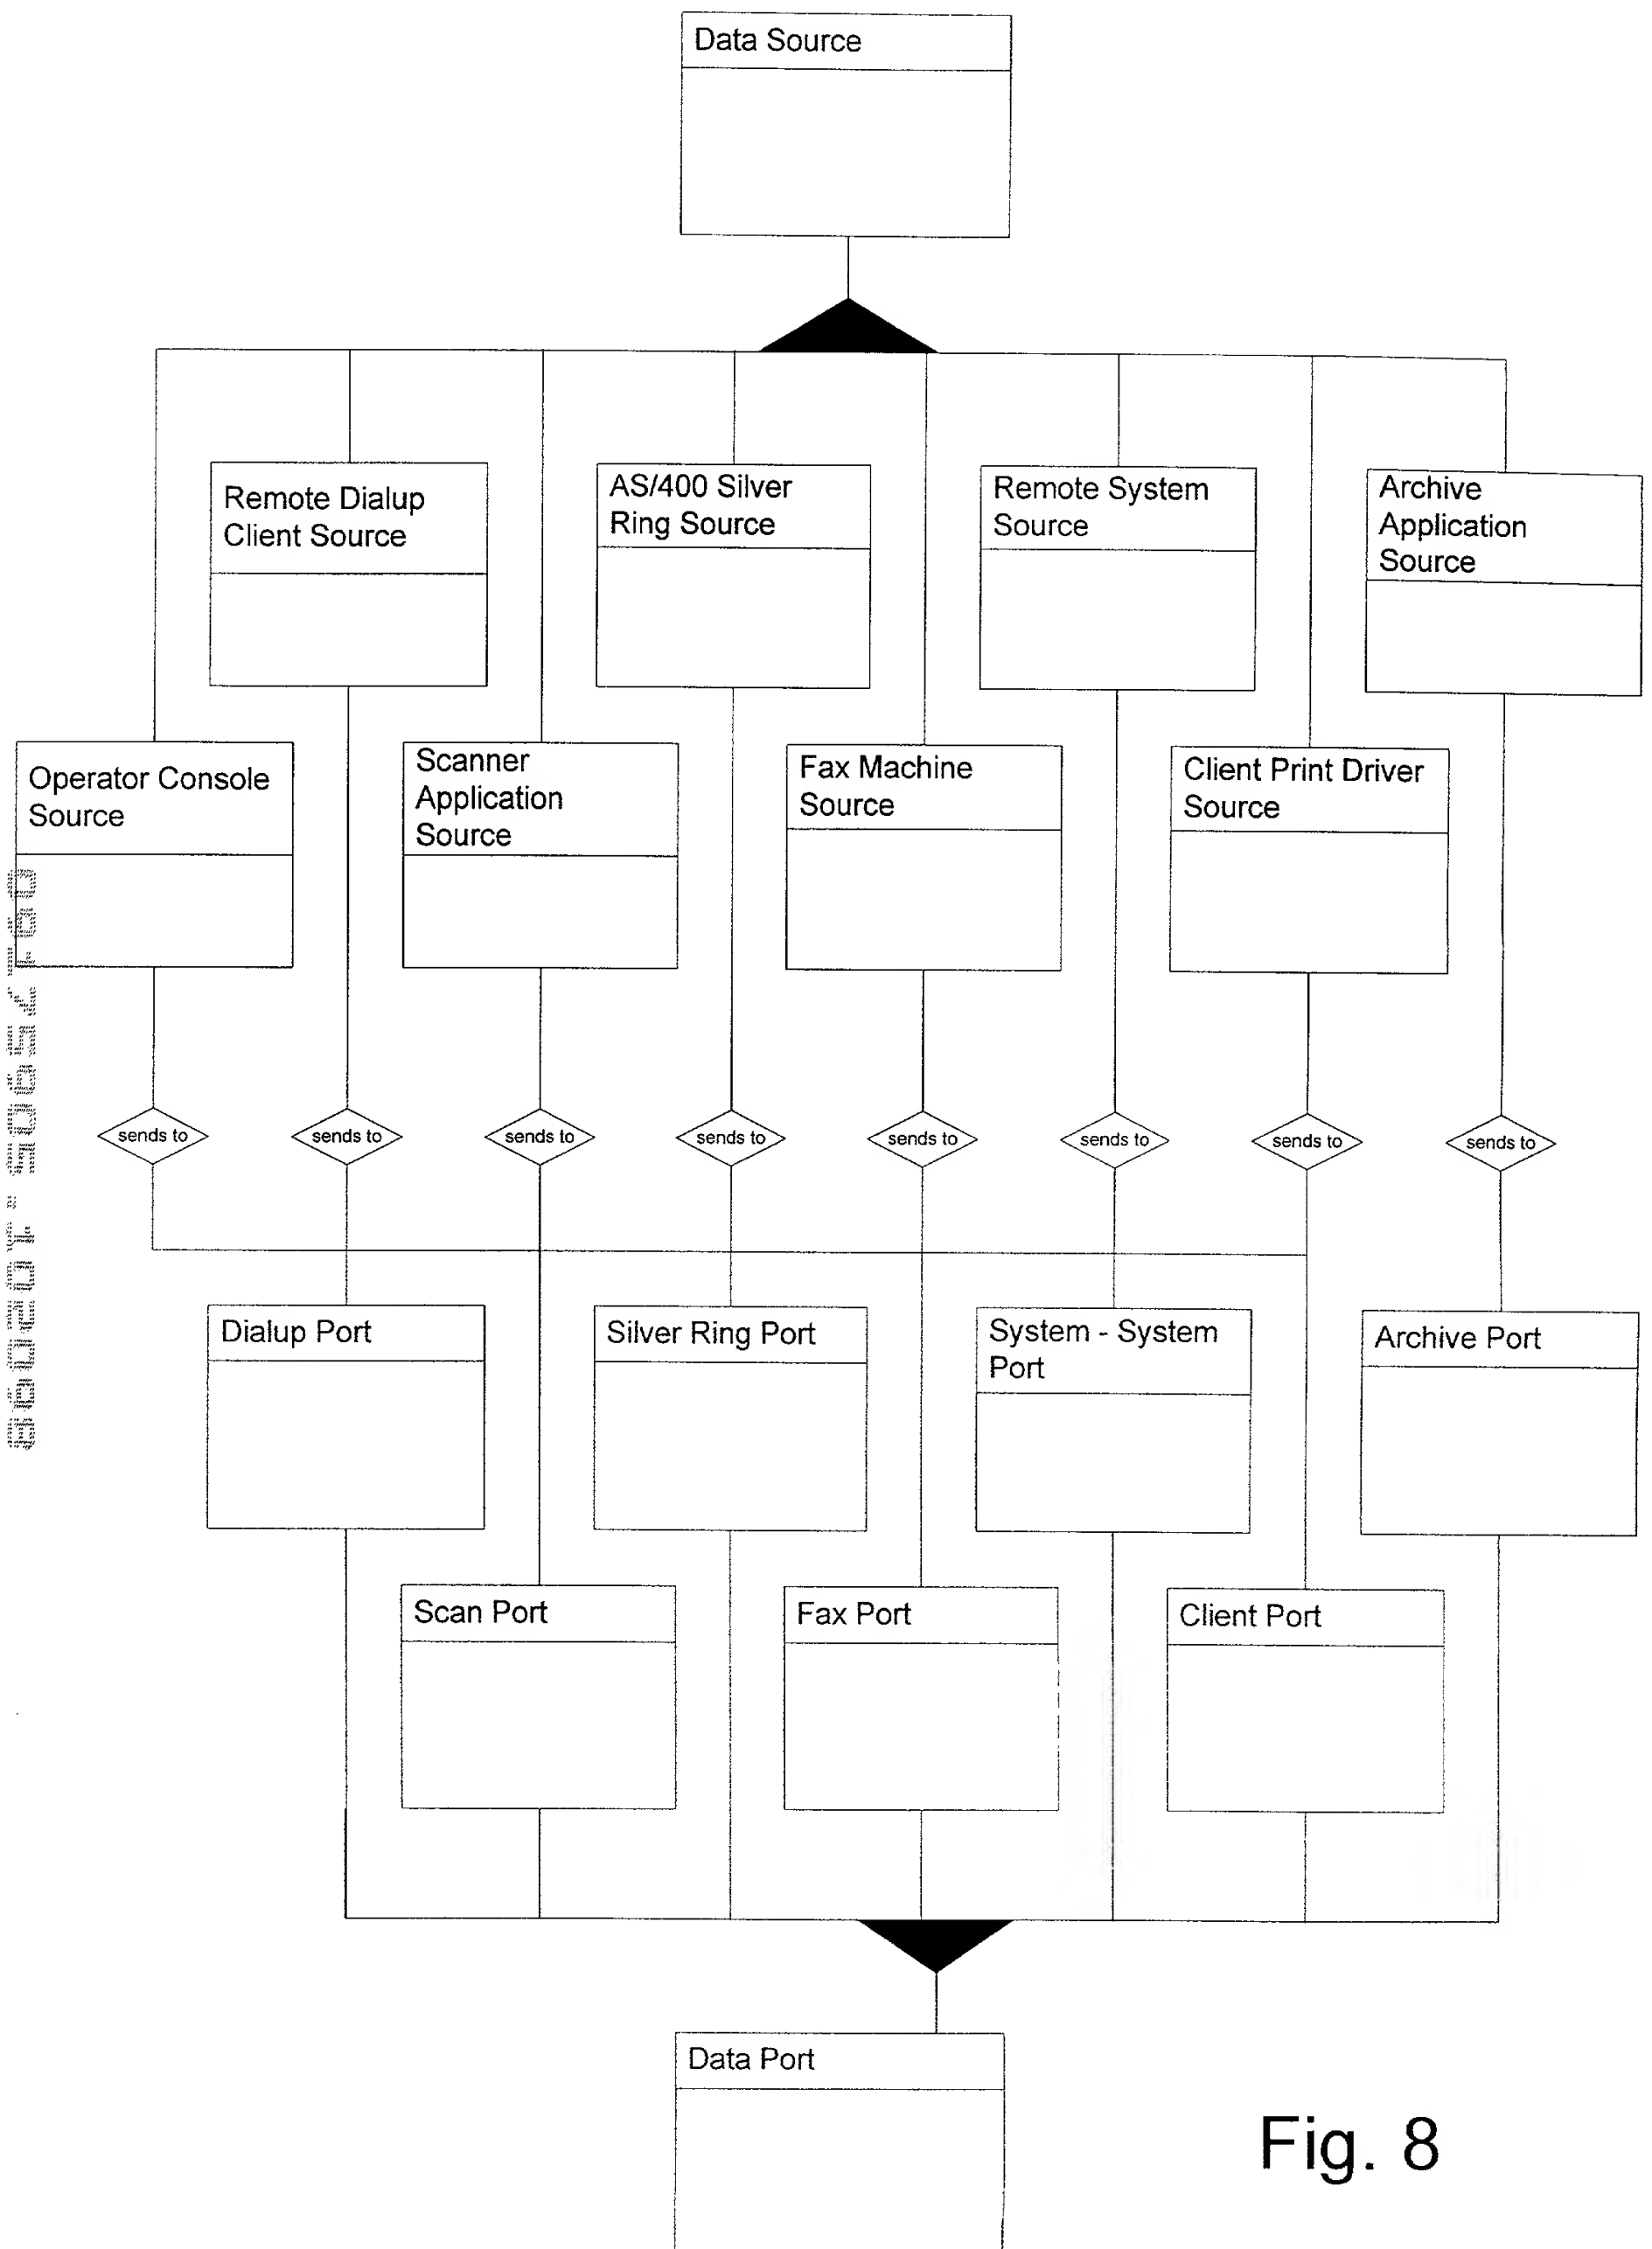 Data Source
Remote Dialup
Client Source
AS/400 Silver
Ring Source
Remote System
Source
Archive
Application
Source
Operator Console
Source
Scanner
Application
Source
Fax Machine
Source
Client Print Driver
Source
sends to
sends to
sends to
sends to
sends to
sends to
sends to
sends to
Dialup Port
Silver Ring Port
System - System
Port
Archive Port
Scan Port
Fax Port
Client Port
Data Port
Fig. 8